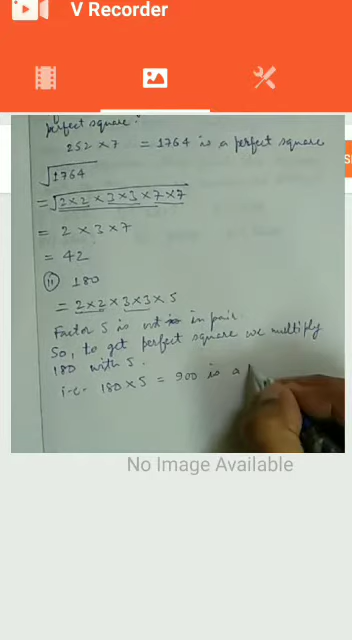 V Recorder
perfect square.
252 × 7 = 1764 is a perfect square
√1764
= √2×2×3×3×7×7
= 2 × 3 × 7
= 42
(ii) 180
= 2×2×3×3×5
Factor 5 is not in in pair.
So, to get perfect square we multiply
180 with 5.
i.e. 180 × 5 = 900 is a
No Image Available